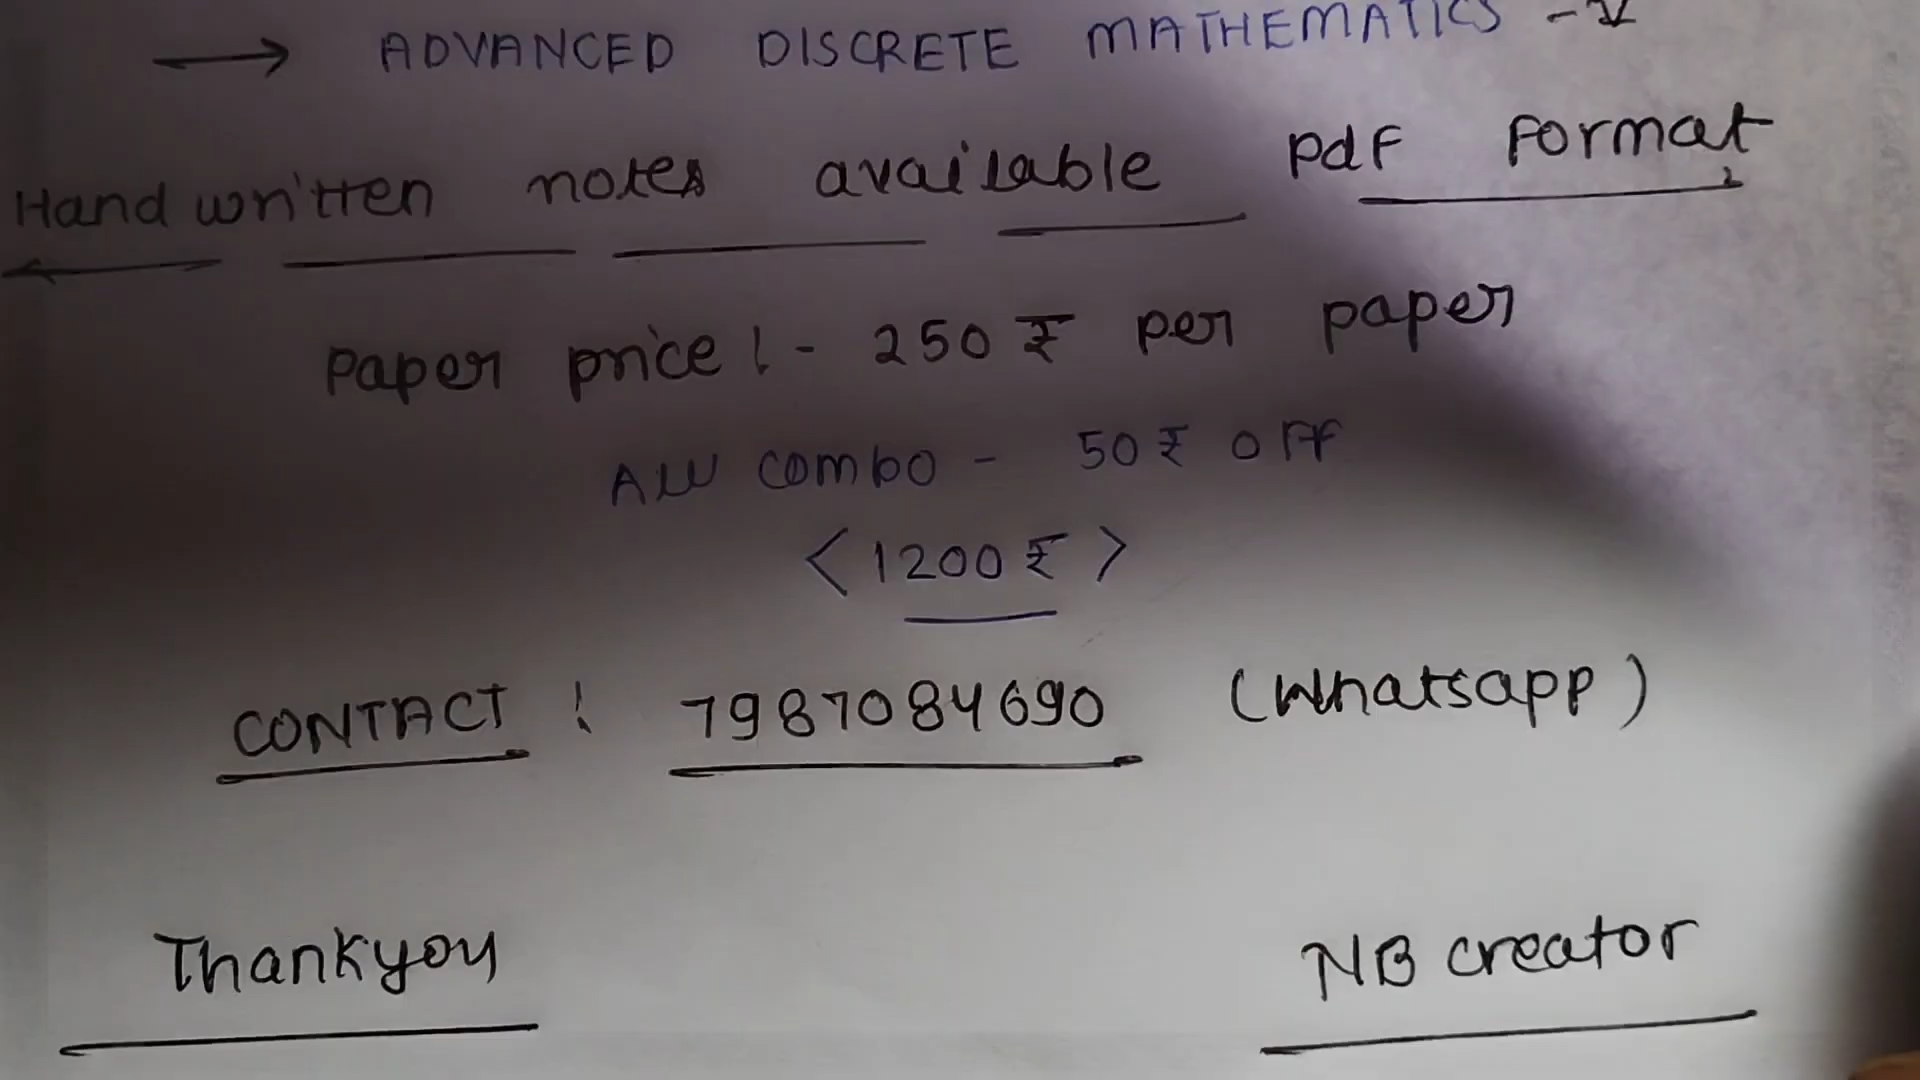 → ADVANCED DISCRETE MATHEMATICS - V
Hand written notes available pdf format
Paper price :- 250 ₹ per paper
All combo - 50 ₹ off
<1200 ₹>
CONTACT : 7987084690 (Whatsapp)
Thankyou
NB creator